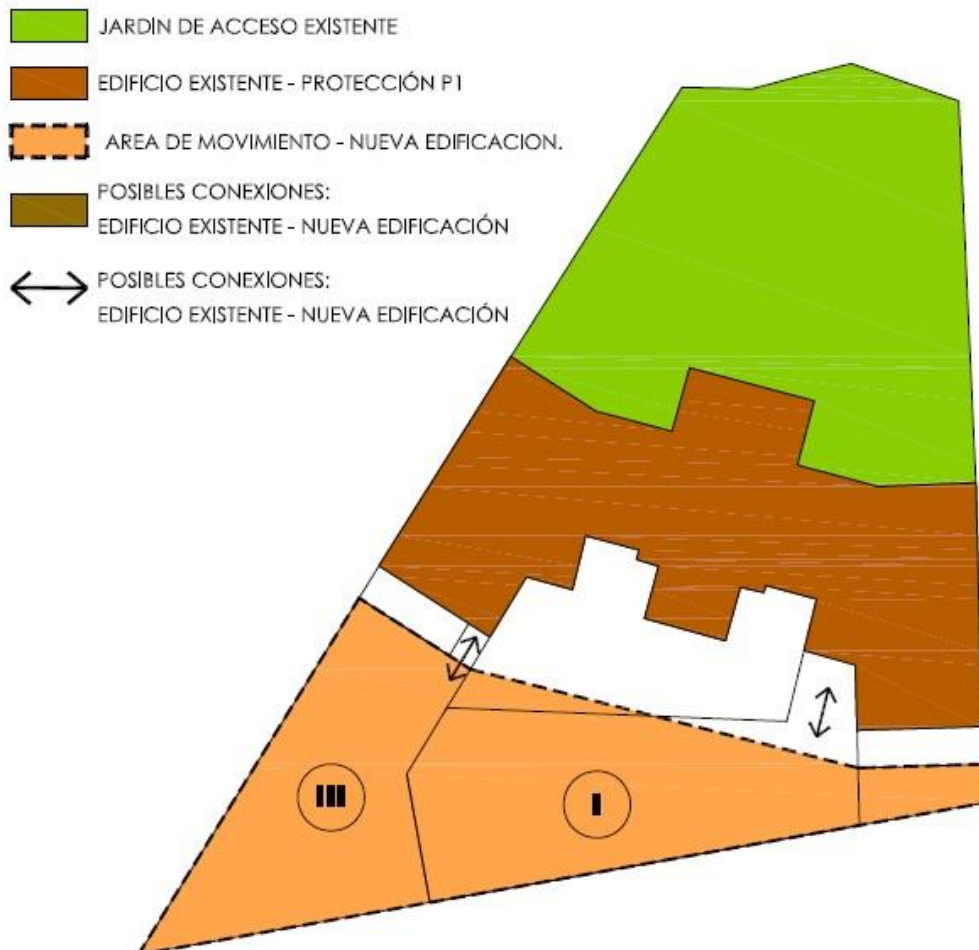 JARDIN DE ACCESO EXISTENTE
EDIFICIO EXISTENTE - PROTECCIÓN P1
AREA DE MOVIMIENTO - NUEVA EDIFICACION.
POSIBLES CONEXIONES:
EDIFICIO EXISTENTE - NUEVA EDIFICACIÓN
POSIBLES CONEXIONES:
EDIFICIO EXISTENTE - NUEVA EDIFICACIÓN
III
I